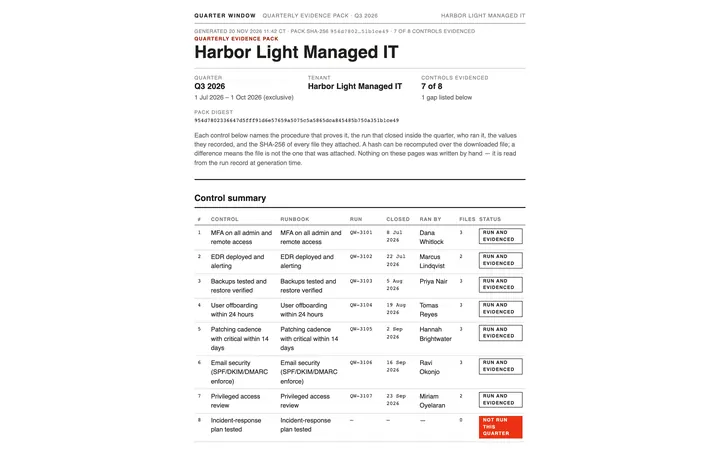 QUARTER WINDOW QUARTERLY EVIDENCE PACK · Q3 2026 HARBOR LIGHT MANAGED IT
GENERATED 20 NOV 2026 11:42 CT · PACK SHA-256 · 7 OF 8 CONTROLS EVIDENCED
QUARTERLY EVIDENCE PACK
Harbor Light Managed IT
QUARTER TENANT CONTROLS EVIDENCED
Q3 2026 Harbor Light Managed IT 7 of 8
1 Jul 2026 – 1 Oct 2026 (exclusive) 1 gap listed below
PACK DIGEST
Each control below names the procedure that proves it, the run that closed inside the quarter, who ran it, the values
they recorded, and the SHA-256 of every file they attached. A hash can be recomputed over the downloaded file; a
difference means the file is not the one that was attached. Nothing on these pages was written by hand — it is read
from the run record at generation time.
Control summary
# CONTROL RUNBOOK RUN CLOSED RAN BY FILES STATUS
1 MFA on all admin and MFA on all admin and QW-3101 8 Jul Dana 3 RUN AND
remote access remote access 2026 Whitlock EVIDENCED
2 EDR deployed and EDR deployed and QW-3102 22 Jul Marcus 2 RUN AND
alerting alerting 2026 Lindqvist EVIDENCED
3 Backups tested and Backups tested and QW-3103 5 Aug Priya Nair 3 RUN AND
restore verified restore verified 2026 EVIDENCED
4 User offboarding User offboarding QW-3104 19 Aug Tomas 3 RUN AND
within 24 hours within 24 hours 2026 Reyes EVIDENCED
5 Patching cadence Patching cadence QW-3105 2 Sep Hannah 3 RUN AND
with critical within 14 with critical within 14 2026 Brightwater EVIDENCED
days days
6 Email security Email security QW-3106 16 Sep Ravi 3 RUN AND
(SPF/DKIM/DMARC (SPF/DKIM/DMARC 2026 Okonjo EVIDENCED
enforce) enforce)
7 Privileged access Privileged access QW-3107 23 Sep Miriam 2 RUN AND
review review 2026 Oyelaran EVIDENCED
8 Incident-response Incident-response — — — 0 NOT RUN
plan tested plan tested THIS
QUARTER